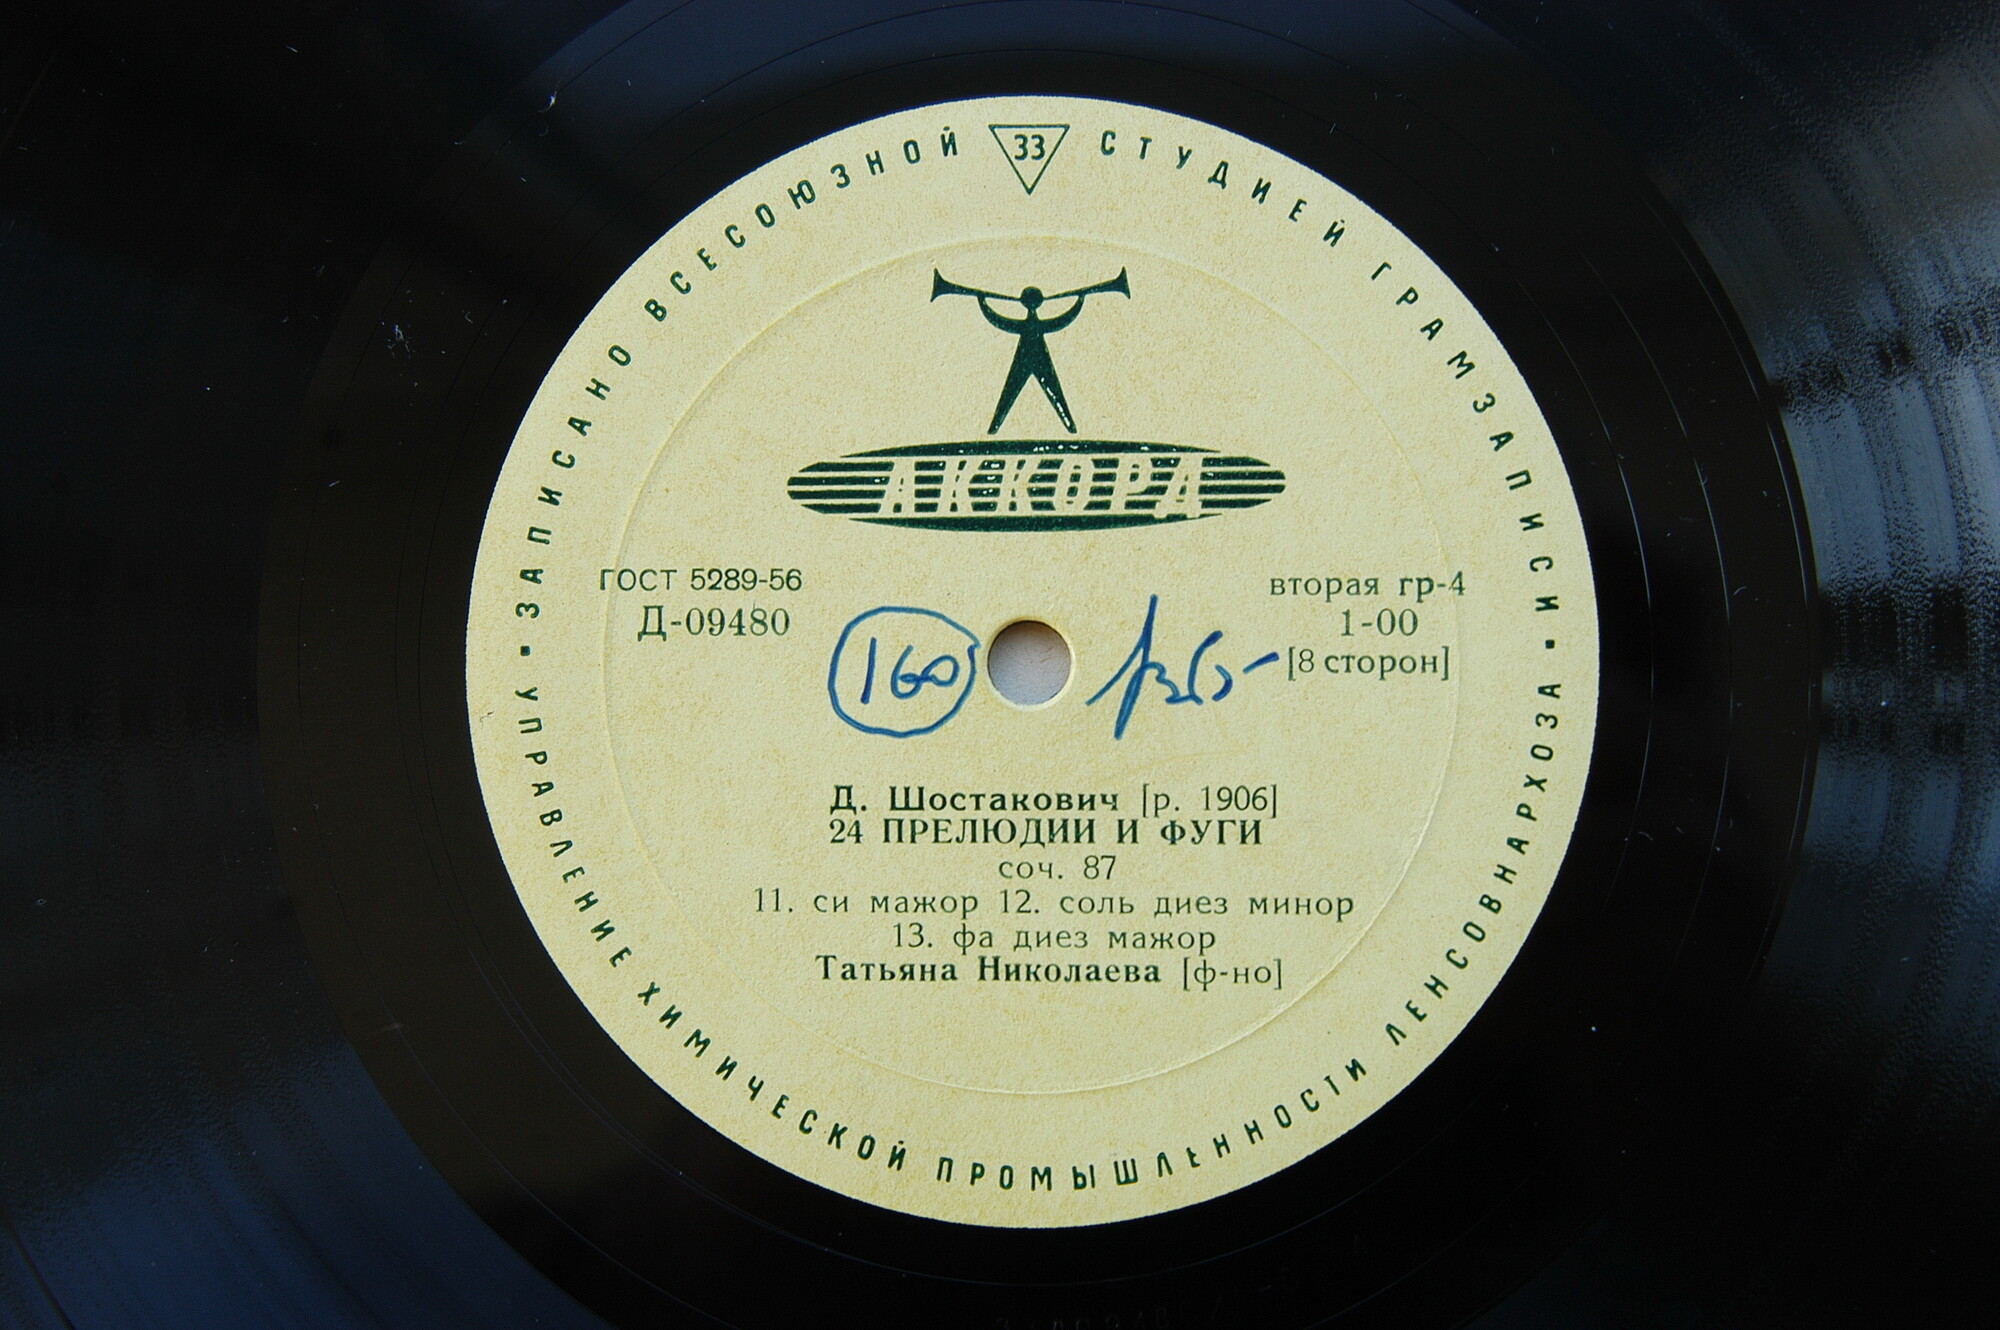 ЗАПИСАНО ВСЕСОЮЗНОЙ СТУДИЕЙ ГРАМЗАПИСИ
33
АККОРД
ГОСТ 5289-56
Д-09480
вторая гр-4
1-00
[8 сторон]
160
Д. Шостакович [р. 1906]
24 ПРЕЛЮДИИ И ФУГИ
соч. 87
11. си мажор 12. соль диез минор
13. фа диез мажор
Татьяна Николаева [ф-но]
УПРАВЛЕНИЕ ХИМИЧЕСКОЙ ПРОМЫШЛЕННОСТИ ЛЕНСОВНАРХОЗА